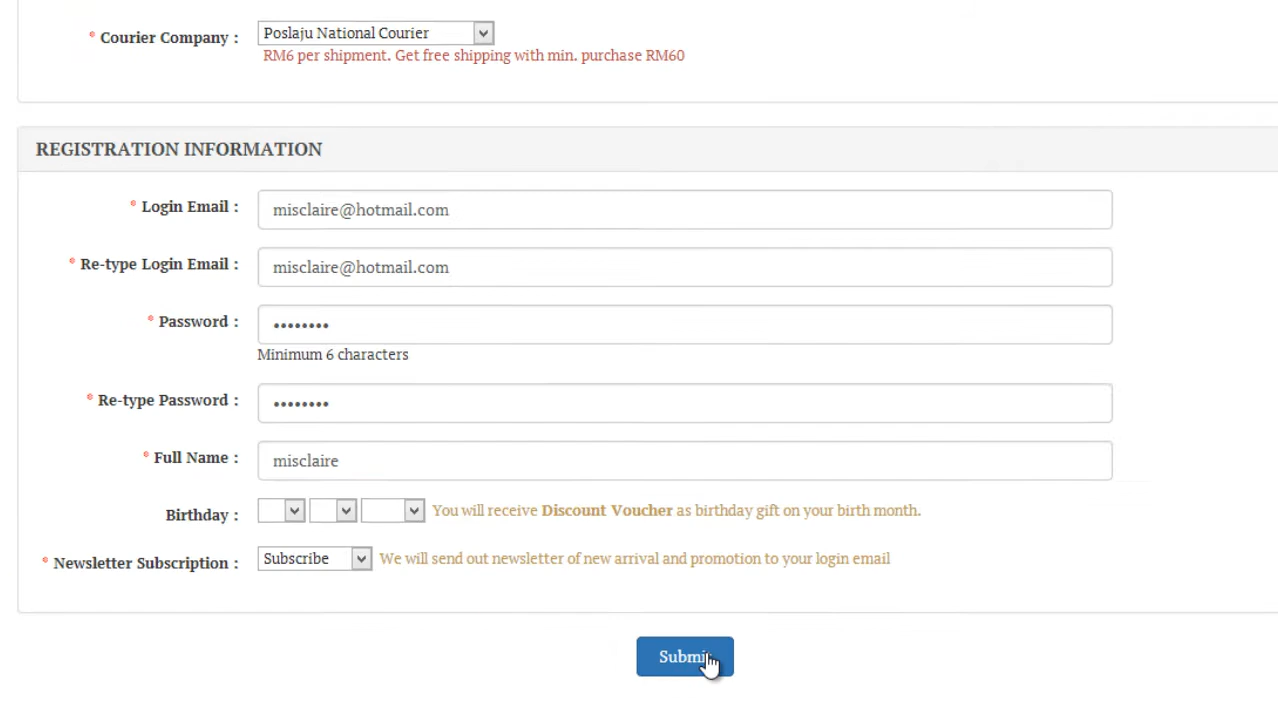 * Courier Company : Poslaju National Courier
RM6 per shipment. Get free shipping with min. purchase RM60
REGISTRATION INFORMATION
* Login Email : misclaire@hotmail.com
* Re-type Login Email : misclaire@hotmail.com
* Password : ••••••••
Minimum 6 characters
* Re-type Password : ••••••••
* Full Name : misclaire
Birthday : You will receive Discount Voucher as birthday gift on your birth month.
* Newsletter Subscription : Subscribe We will send out newsletter of new arrival and promotion to your login email
Submit